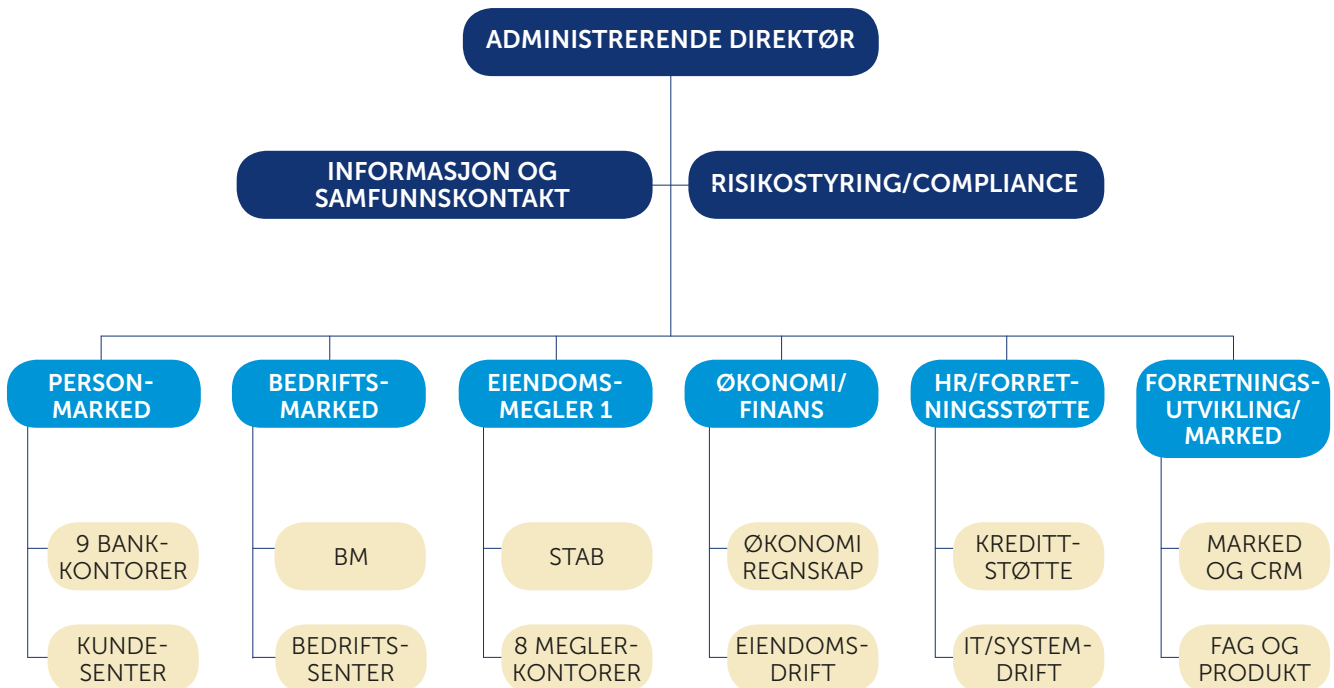 ADMINISTRERENDE DIREKTØR
INFORMASJON OG
SAMFUNNSKONTAKT
RISIKOSTYRING/COMPLIANCE
PERSON-
MARKED
BEDRIFTS-
MARKED
EIENDOMS-
MEGLER 1
ØKONOMI/
FINANS
HR/FORRET-
NINGSSTØTTE
FORRETNINGS-
UTVIKLING/
MARKED
9 BANK-
KONTORER
BM
STAB
ØKONOMI
REGNSKAP
KREDITT-
STØTTE
MARKED
OG CRM
KUNDE-
SENTER
BEDRIFTS-
SENTER
8 MEGLER-
KONTORER
EIENDOMS-
DRIFT
IT/SYSTEM-
DRIFT
FAG OG
PRODUKT